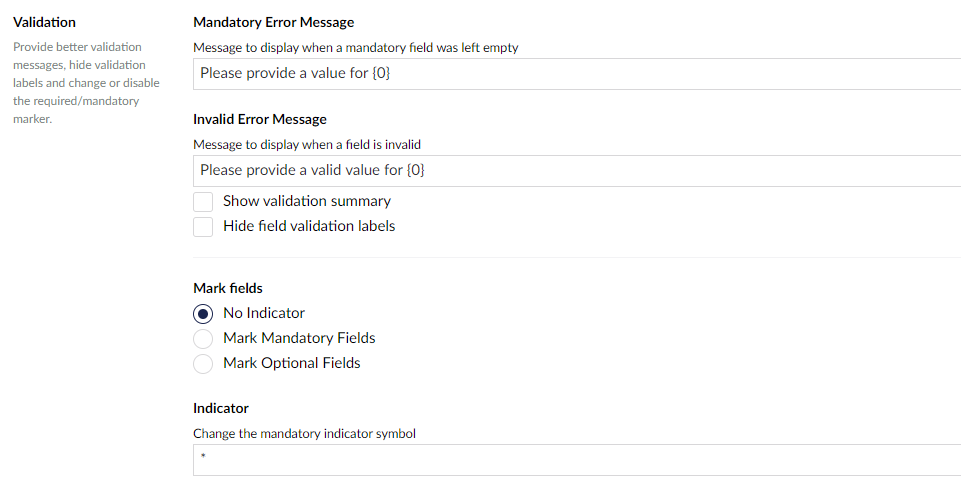 Validation
Provide better validation
messages, hide validation
labels and change or disable
the required/mandatory
marker.
Mandatory Error Message
Message to display when a mandatory field was left empty
Please provide a value for {0}
Invalid Error Message
Message to display when a field is invalid
Please provide a valid value for {0}
Show validation summary
Hide field validation labels
Mark fields
No Indicator
Mark Mandatory Fields
Mark Optional Fields
Indicator
Change the mandatory indicator symbol
*